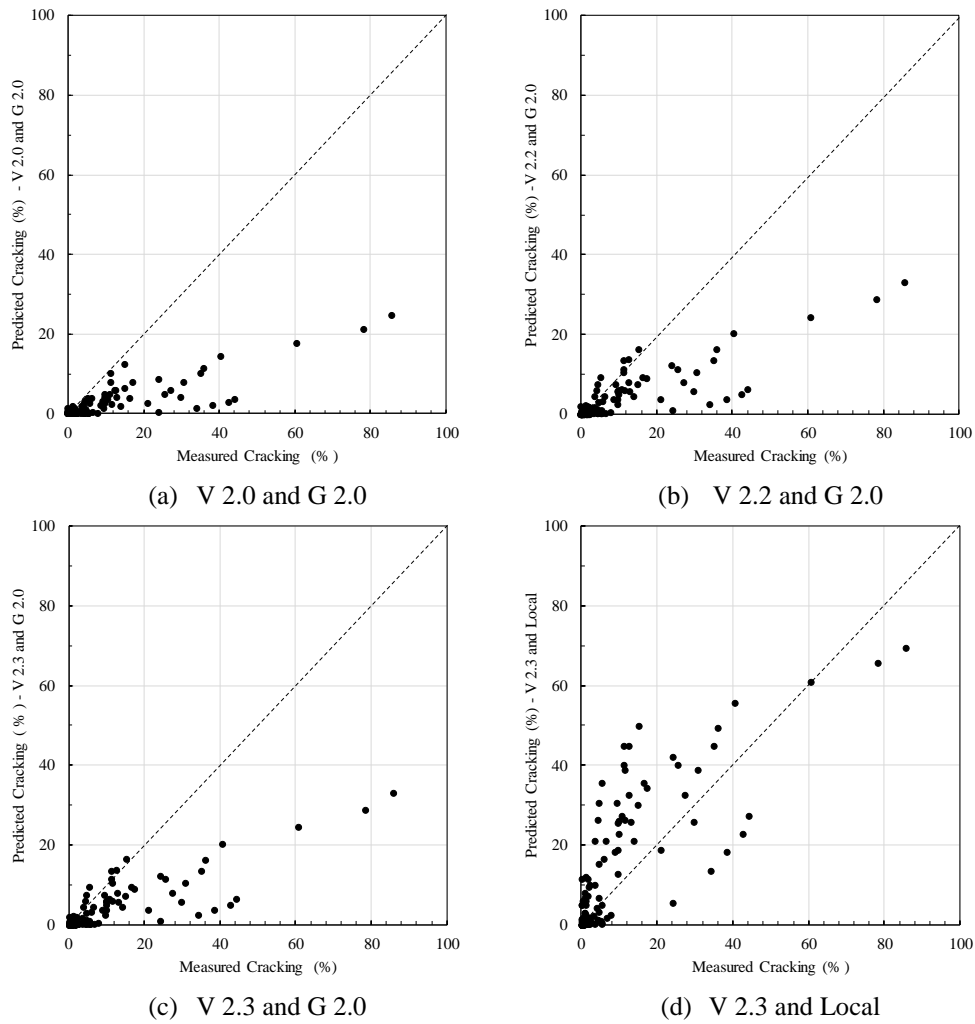 100
80
60
40
20
0
Predicted Cracking (%) - V 2.0 and G 2.0
0 20 40 60 80 100
Measured Cracking (%)
(a) V 2.0 and G 2.0
100
80
60
40
20
0
Predicted Cracking (%) - V 2.2 and G 2.0
0 20 40 60 80 100
Measured Cracking (%)
(b) V 2.2 and G 2.0
100
80
60
40
20
0
Predicted Cracking (%) - V 2.3 and G 2.0
0 20 40 60 80 100
Measured Cracking (%)
(c) V 2.3 and G 2.0
100
80
60
40
20
0
Predicted Cracking (%) - V 2.3 and Local
0 20 40 60 80 100
Measured Cracking (%)
(d) V 2.3 and Local